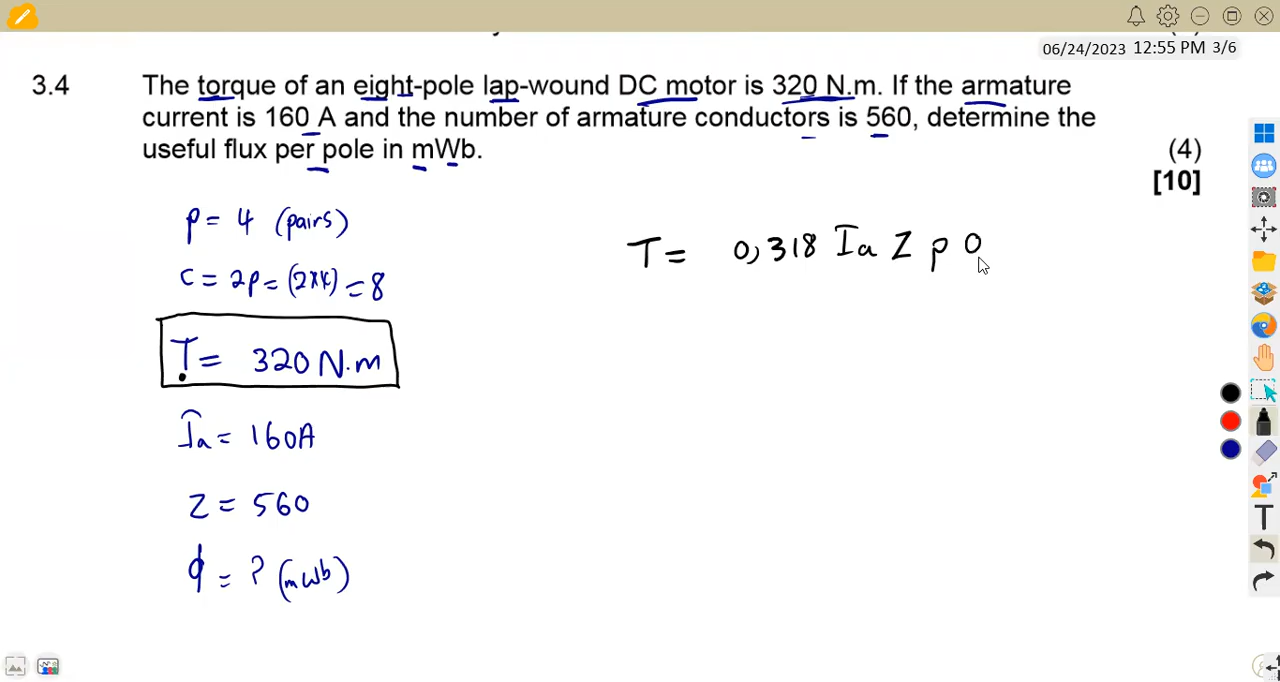 06/24/2023 12:55 PM 3/6
3.4 The torque of an eight-pole lap-wound DC motor is 320 N.m. If the armature
current is 160 A and the number of armature conductors is 560, determine the
useful flux per pole in mWb. (4)
[10]
p = 4 (pairs)
C = 2p = (2×4) = 8
T = 320 N.m
Ia = 160A
Z = 560
ϕ = ? (mWb)
T = 0,318 Ia Z p 0
T